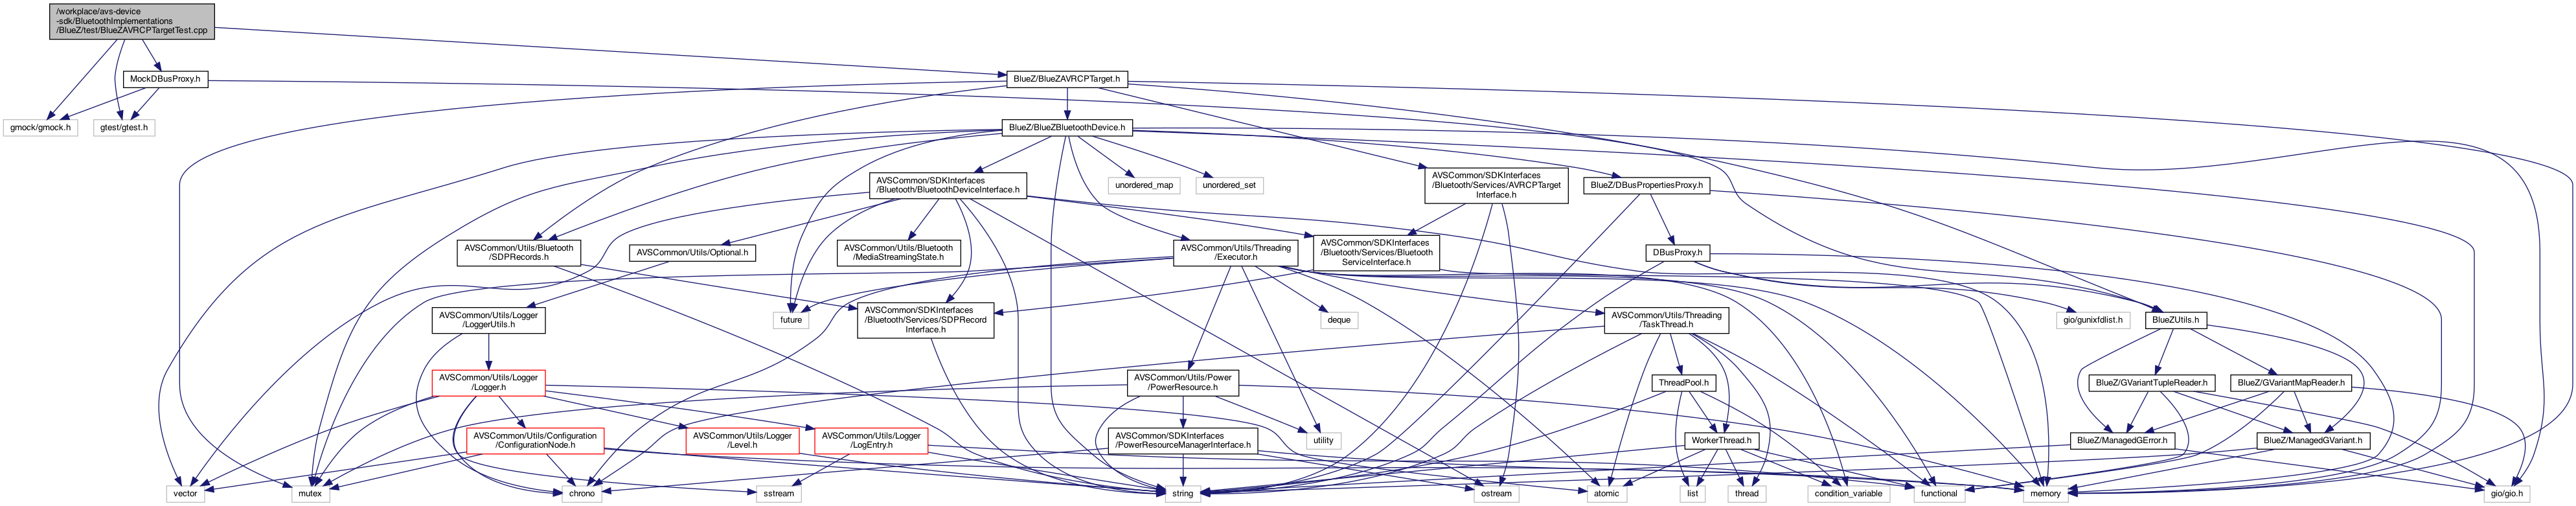 /workplace/avs-device
-sdk/BluetoothImplementations
/BlueZ/test/BlueZAVRCPTargetTest.cpp
MockDBusProxy.h
BlueZ/BlueZAVRCPTarget.h
gmock/gmock.h
gtest/gtest.h
BlueZ/BlueZBluetoothDevice.h
AVSCommon/SDKInterfaces
/Bluetooth/BluetoothDeviceInterface.h
unordered_map
unordered_set
AVSCommon/SDKInterfaces
/Bluetooth/Services/AVRCPTarget
Interface.h
BlueZ/DBusPropertiesProxy.h
AVSCommon/Utils/Bluetooth
/SDPRecords.h
AVSCommon/Utils/Optional.h
AVSCommon/Utils/Bluetooth
/MediaStreamingState.h
AVSCommon/Utils/Threading
/Executor.h
AVSCommon/SDKInterfaces
/Bluetooth/Services/Bluetooth
ServiceInterface.h
DBusProxy.h
AVSCommon/Utils/Logger
/LoggerUtils.h
future
AVSCommon/SDKInterfaces
/Bluetooth/Services/SDPRecord
Interface.h
deque
AVSCommon/Utils/Threading
/TaskThread.h
gio/gunixfdlist.h
BlueZUtils.h
AVSCommon/Utils/Logger
/Logger.h
AVSCommon/Utils/Power
/PowerResource.h
ThreadPool.h
BlueZ/GVariantTupleReader.h
BlueZ/GVariantMapReader.h
AVSCommon/Utils/Configuration
/ConfigurationNode.h
AVSCommon/Utils/Logger
/Level.h
AVSCommon/Utils/Logger
/LogEntry.h
AVSCommon/SDKInterfaces
/PowerResourceManagerInterface.h
utility
WorkerThread.h
BlueZ/ManagedGError.h
BlueZ/ManagedGVariant.h
vector
mutex
chrono
sstream
string
ostream
atomic
list
thread
condition_variable
functional
memory
gio/gio.h